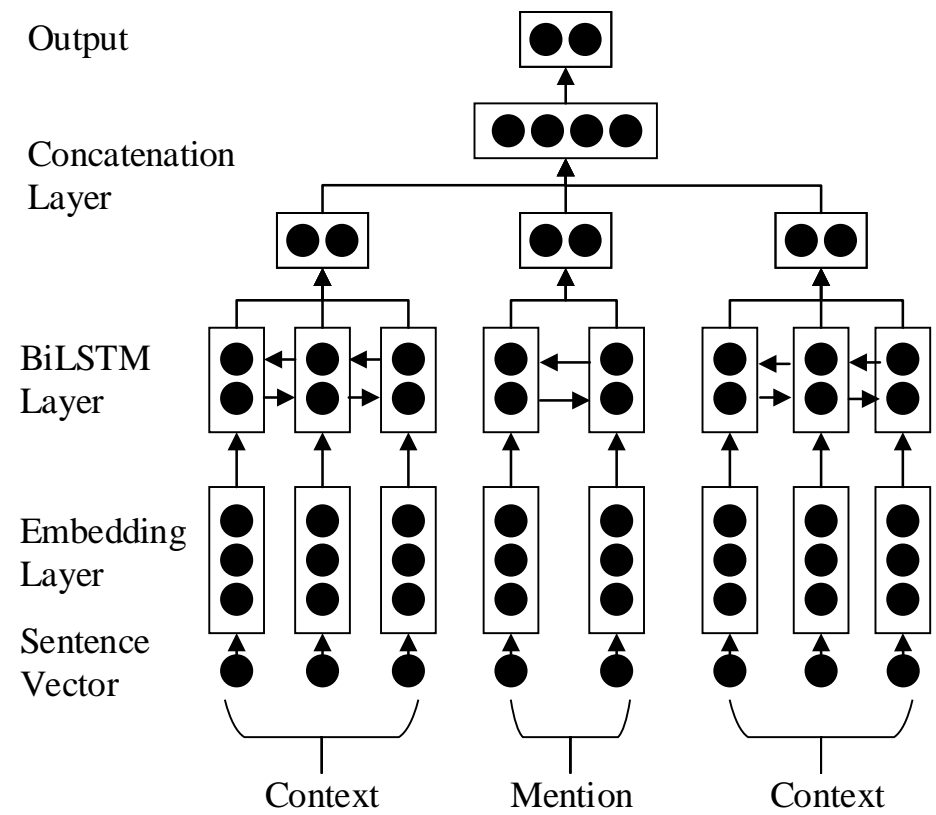 Output
Concatenation
Layer
BiLSTM
Layer
Embedding
Layer
Sentence
Vector
Context
Mention
Context